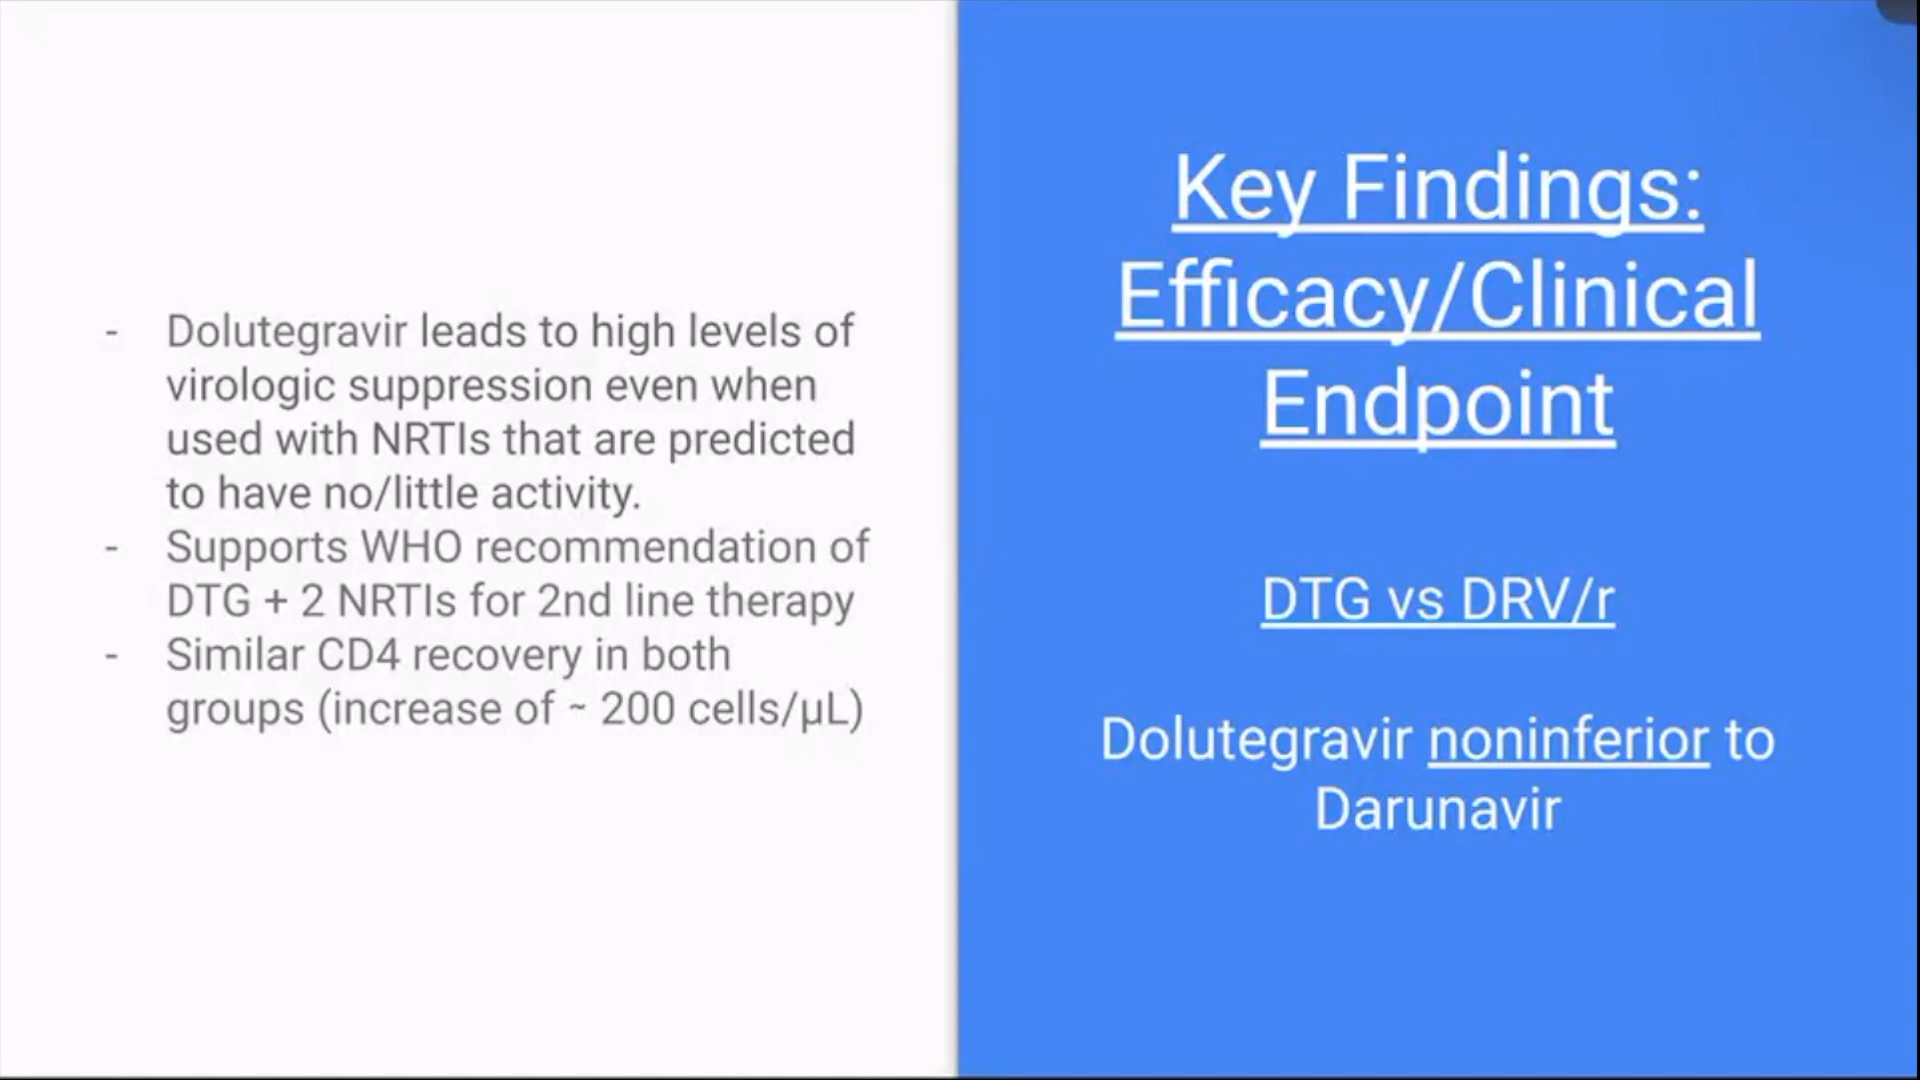 - Dolutegravir leads to high levels of
virologic suppression even when
used with NRTIs that are predicted
to have no/little activity.
- Supports WHO recommendation of
DTG + 2 NRTIs for 2nd line therapy
- Similar CD4 recovery in both
groups (increase of ~ 200 cells/µL)
Key Findings:
Efficacy/Clinical
Endpoint
DTG vs DRV/r
Dolutegravir noninferior to
Darunavir